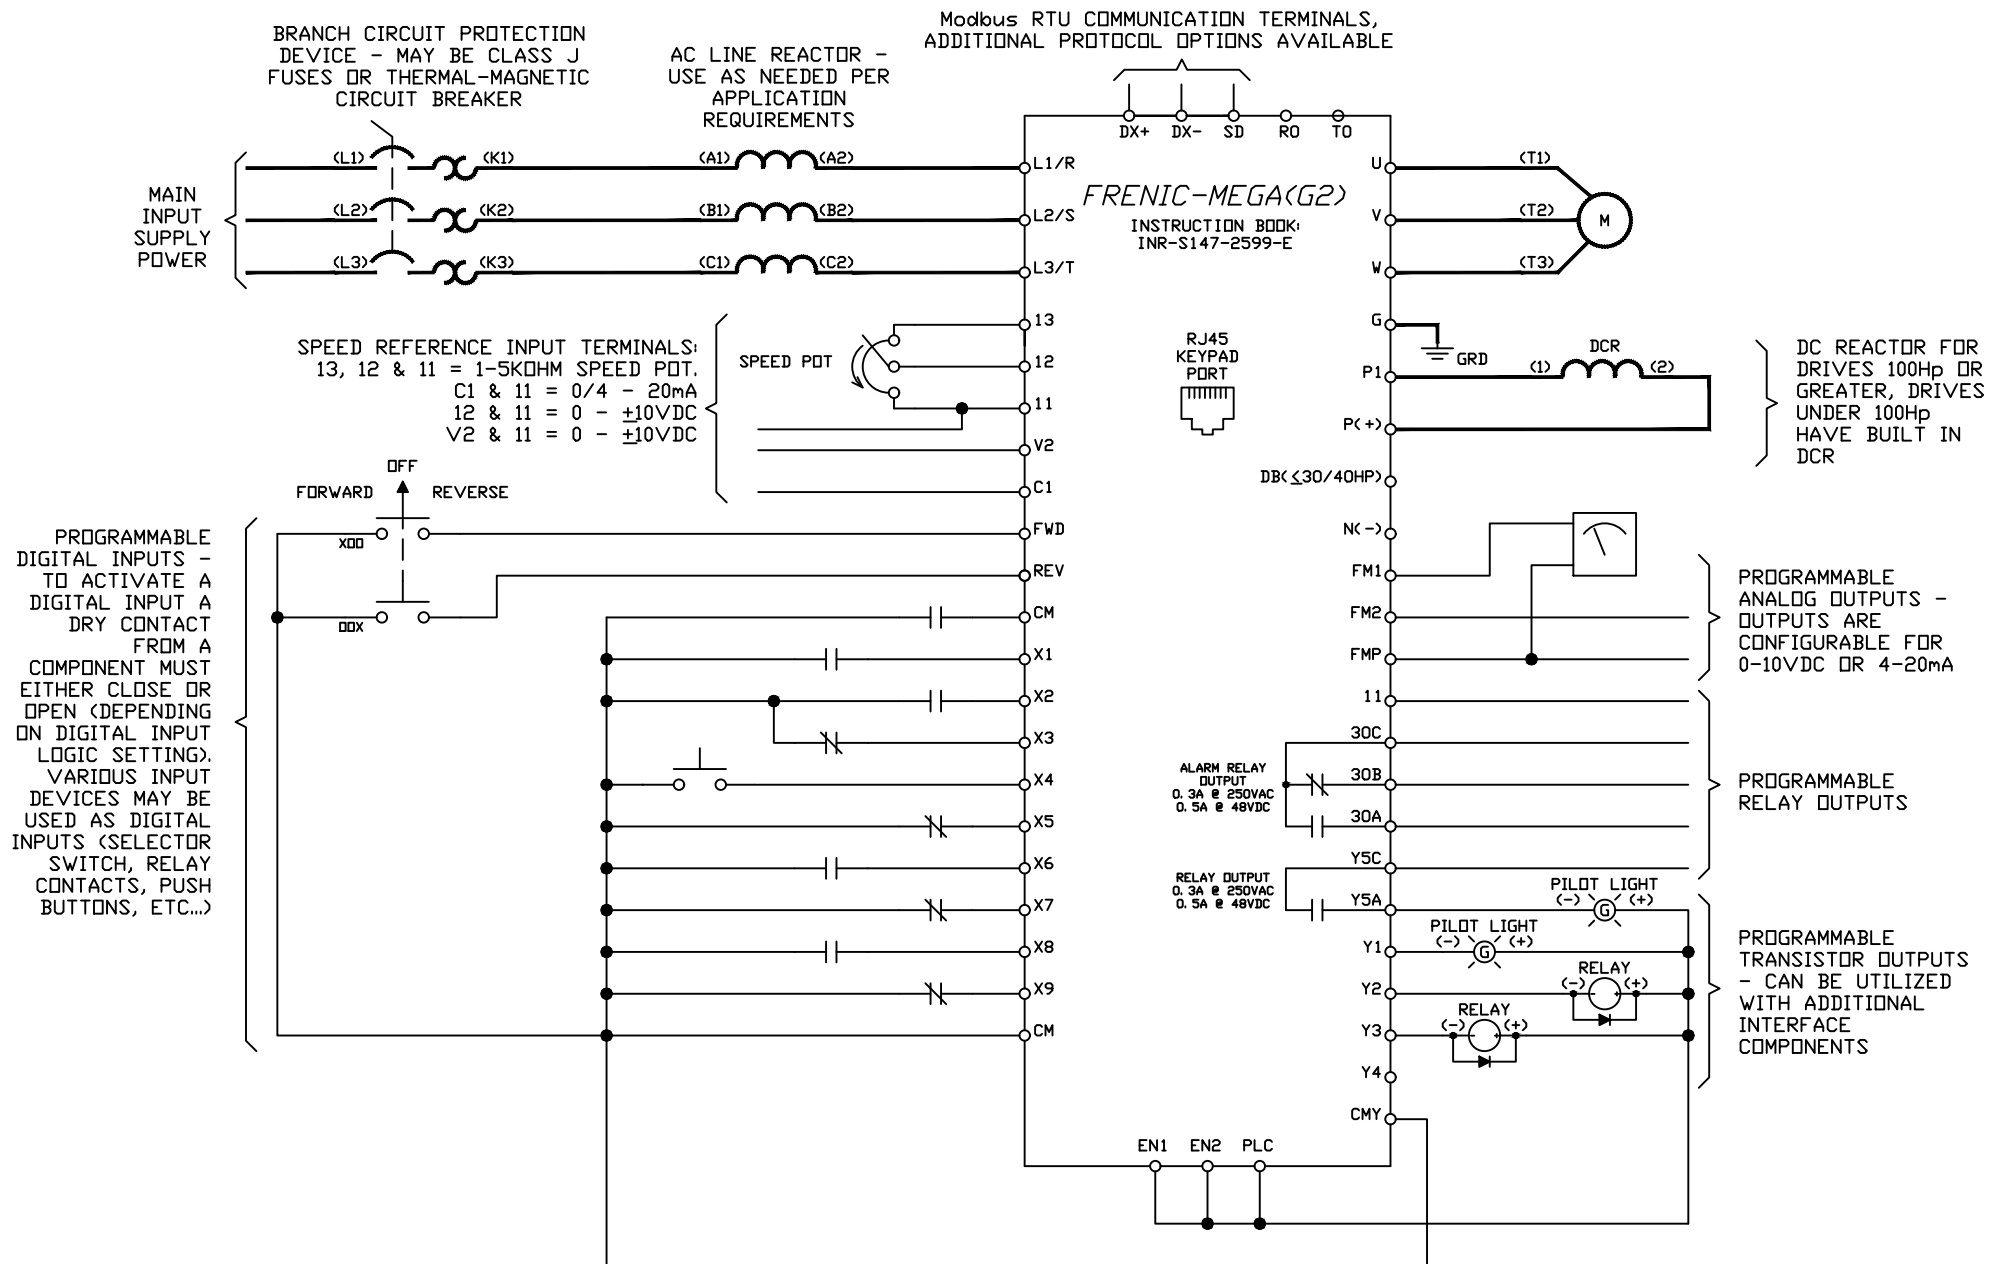 Modbus RTU COMMUNICATION TERMINALS,
ADDITIONAL PROTOCOL OPTIONS AVAILABLE
BRANCH CIRCUIT PROTECTION
DEVICE - MAY BE CLASS J
FUSES OR THERMAL-MAGNETIC
CIRCUIT BREAKER
AC LINE REACTOR -
USE AS NEEDED PER
APPLICATION
REQUIREMENTS
DX+ DX- SD RO TO
MAIN
INPUT
SUPPLY
POWER
(L1) (K1) (A1) (A2) L1/R
(L2) (K2) (B1) (B2) L2/S
(L3) (K3) (C1) (C2) L3/T
FRENIC-MEGA(G2)
INSTRUCTION BOOK:
INR-S147-2599-E
U (T1)
V (T2)
W (T3)
M
G
GRD
RJ45
KEYPAD
PORT
SPEED REFERENCE INPUT TERMINALS:
13, 12 & 11 = 1-5KOHM SPEED POT.
C1 & 11 = 0/4 - 20mA
12 & 11 = 0 - ±10VDC
V2 & 11 = 0 - ±10VDC
SPEED POT
13
12
11
V2
C1
P1 (1) DCR (2)
P(+)
DB(≤30/40HP)
N(-)
DC REACTOR FOR
DRIVES 100Hp OR
GREATER, DRIVES
UNDER 100Hp
HAVE BUILT IN
DCR
OFF
FORWARD REVERSE
XOO
OOX
FWD
REV
CM
X1
X2
X3
X4
X5
X6
X7
X8
X9
CM
PROGRAMMABLE
DIGITAL INPUTS -
TO ACTIVATE A
DIGITAL INPUT A
DRY CONTACT
FROM A
COMPONENT MUST
EITHER CLOSE OR
OPEN (DEPENDING
ON DIGITAL INPUT
LOGIC SETTING).
VARIOUS INPUT
DEVICES MAY BE
USED AS DIGITAL
INPUTS (SELECTOR
SWITCH, RELAY
CONTACTS, PUSH
BUTTONS, ETC...)
FM1
FM2
FMP
11
30C
30B
30A
Y5C
Y5A
Y1
Y2
Y3
Y4
CMY
ALARM RELAY
OUTPUT
0.3A @ 250VAC
0.5A @ 48VDC
RELAY OUTPUT
0.3A @ 250VAC
0.5A @ 48VDC
PROGRAMMABLE
ANALOG OUTPUTS -
OUTPUTS ARE
CONFIGURABLE FOR
0-10VDC OR 4-20mA
PROGRAMMABLE
RELAY OUTPUTS
PILOT LIGHT
(-) G (+)
PILOT LIGHT
(-) G (+)
RELAY
(-) - + (+)
RELAY
(-) - + (+)
PROGRAMMABLE
TRANSISTOR OUTPUTS
- CAN BE UTILIZED
WITH ADDITIONAL
INTERFACE
COMPONENTS
EN1 EN2 PLC